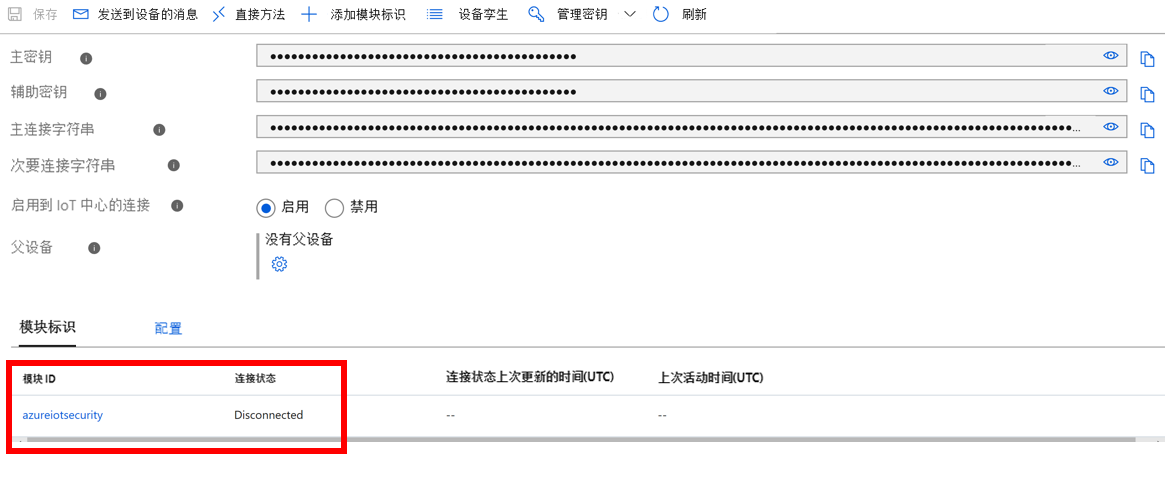 保存 发送到设备的消息 直接方法 添加模块标识 设备孪生 管理密钥 刷新
主密钥 ●●●●●●●●●●●●●●●●●●●●●●●●●●●●●●●●●●●●●●●●●●●●
辅助密钥 ●●●●●●●●●●●●●●●●●●●●●●●●●●●●●●●●●●●●●●●●●●●●
主连接字符串 ...
次要连接字符串 ...
启用到 IoT 中心的连接 启用 禁用
父设备 没有父设备
模块标识 配置
模块 ID 连接状态 连接状态上次更新的时间(UTC) 上次活动时间(UTC)
azureiotsecurity Disconnected -- --